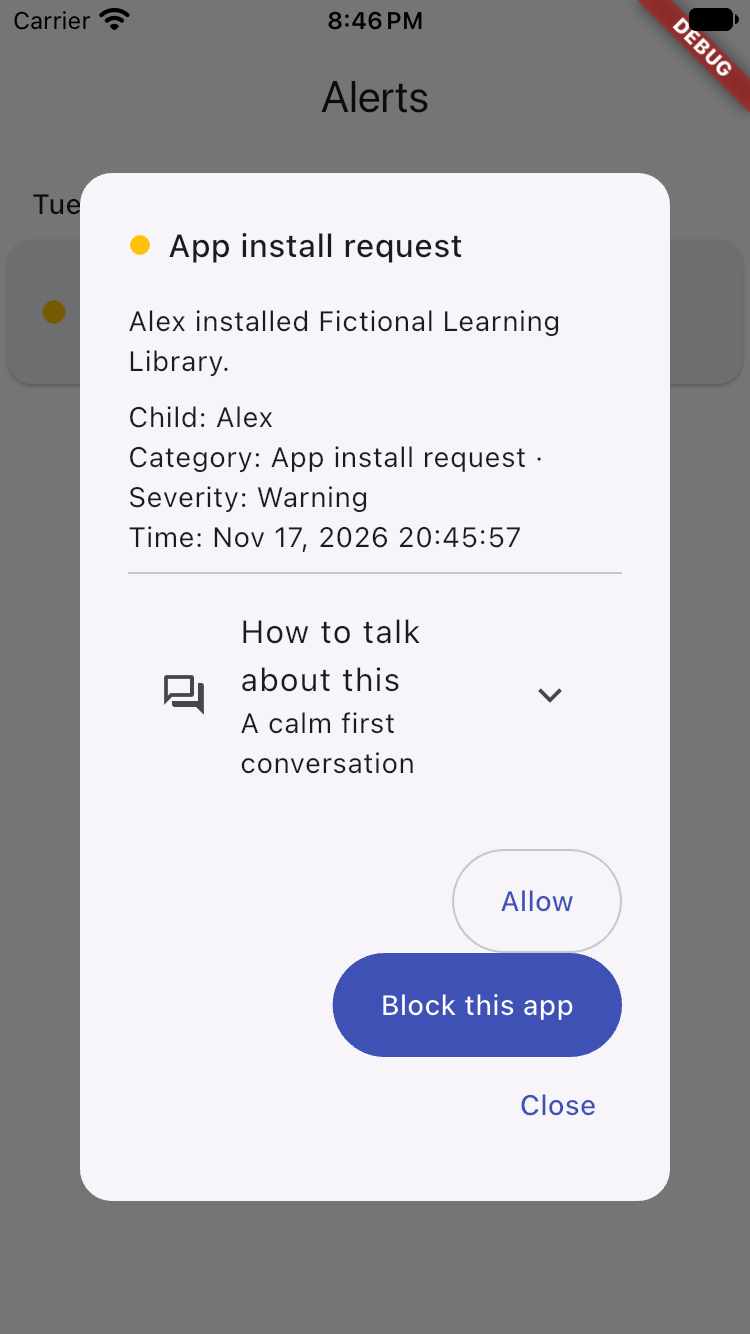 Carrier 8:46 PM
DEBUG
Alerts
Tue
App install request
Alex installed Fictional Learning
Library.
Child: Alex
Category: App install request ·
Severity: Warning
Time: Nov 17, 2026 20:45:57
How to talk
about this
A calm first
conversation
Allow
Block this app
Close